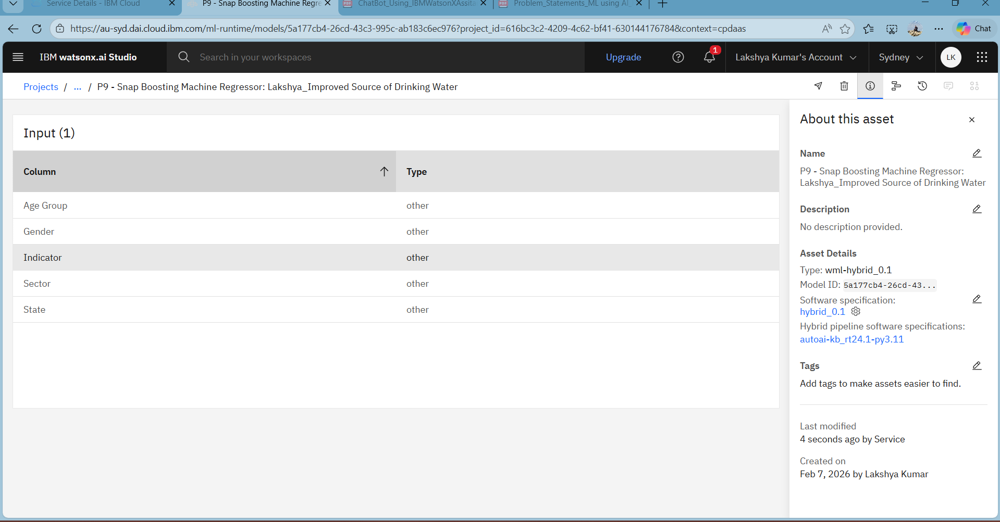 Service Details - IBM Cloud
P9 - Snap Boosting Machine Regre
ChatBot_Using_IBMWatsonXAssita
Problem_Statements_ML using AI_
https://au-syd.dai.cloud.ibm.com/ml-runtime/models/5a177cb4-26cd-43c3-995c-ab183c6ec976?project_id=616bc3c2-4209-4c62-bf41-630144176784&context=cpdaas
Chat
IBM watsonx.ai Studio
Search in your workspaces
Upgrade
1
Lakshya Kumar's Account
Sydney
LK
Projects / ... / P9 - Snap Boosting Machine Regressor: Lakshya_Improved Source of Drinking Water
Input (1)
Column Type
Age Group other
Gender other
Indicator other
Sector other
State other
About this asset
Name
P9 - Snap Boosting Machine Regressor:
Lakshya_Improved Source of Drinking Water
Description
No description provided.
Asset Details
Type: wml-hybrid_0.1
Model ID: 5a177cb4-26cd-43...
Software specification:
hybrid_0.1
Hybrid pipeline software specifications:
autoai-kb_rt24.1-py3.11
Tags
Add tags to make assets easier to find.
Last modified
4 seconds ago by Service
Created on
Feb 7, 2026 by Lakshya Kumar